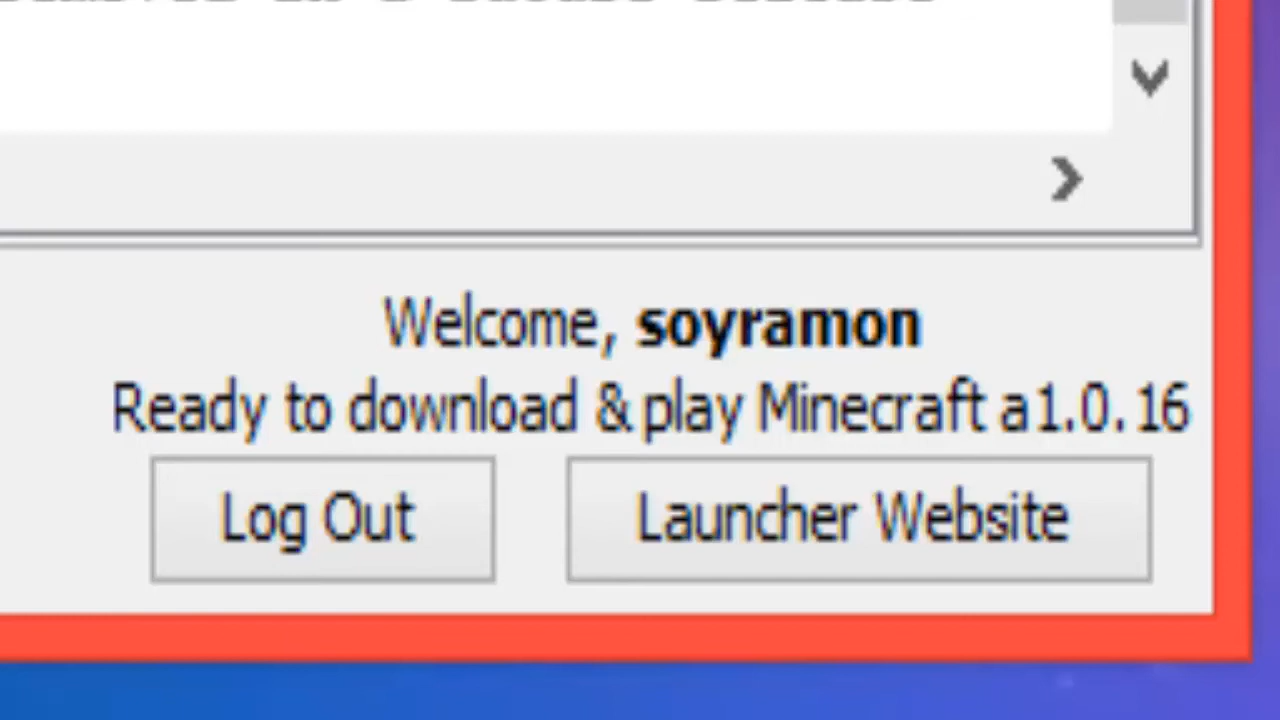 Welcome, soyramon
Ready to download & play Minecraft a1.0.16
Log Out
Launcher Website